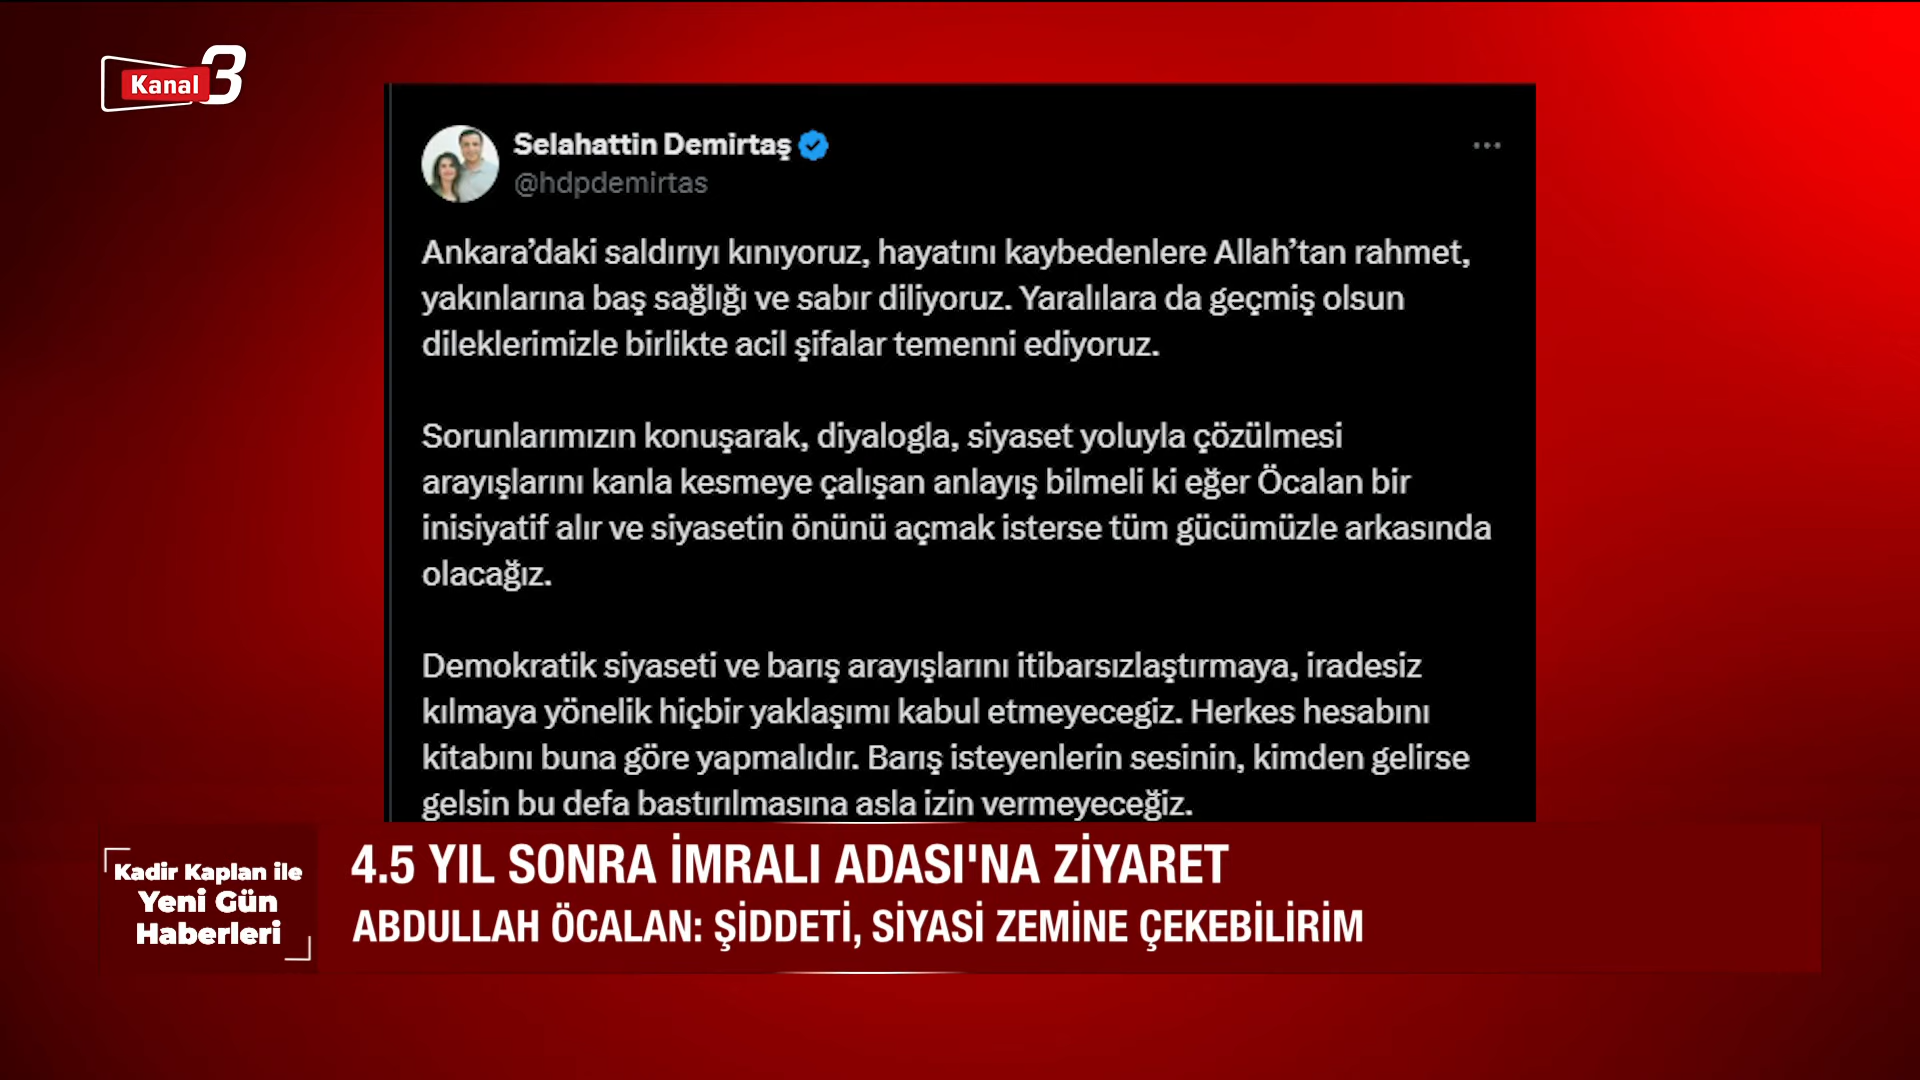 Kanal 3
Selahattin Demirtaş
@hdpdemirtas
Ankara’daki saldırıyı kınıyoruz, hayatını kaybedenlere Allah’tan rahmet,
yakınlarına baş sağlığı ve sabır diliyoruz. Yaralılara da geçmiş olsun
dileklerimizle birlikte acil şifalar temenni ediyoruz.
Sorunlarımızın konuşarak, diyalogla, siyaset yoluyla çözülmesi
arayışlarını kanla kesmeye çalışan anlayış bilmeli ki eğer Öcalan bir
inisiyatif alır ve siyasetin önünü açmak isterse tüm gücümüzle arkasında
olacağız.
Demokratik siyaseti ve barış arayışlarını itibarsızlaştırmaya, iradesiz
kılmaya yönelik hiçbir yaklaşımı kabul etmeyecegiz. Herkes hesabını
kitabını buna göre yapmalıdır. Barış isteyenlerin sesinin, kimden gelirse
gelsin bu defa bastırılmasına asla izin vermeyeceğiz.
Kadir Kaplan ile
Yeni Gün
Haberleri
4.5 YIL SONRA İMRALI ADASI'NA ZİYARET
ABDULLAH ÖCALAN: ŞİDDETİ, SİYASİ ZEMİNE ÇEKEBİLİRİM